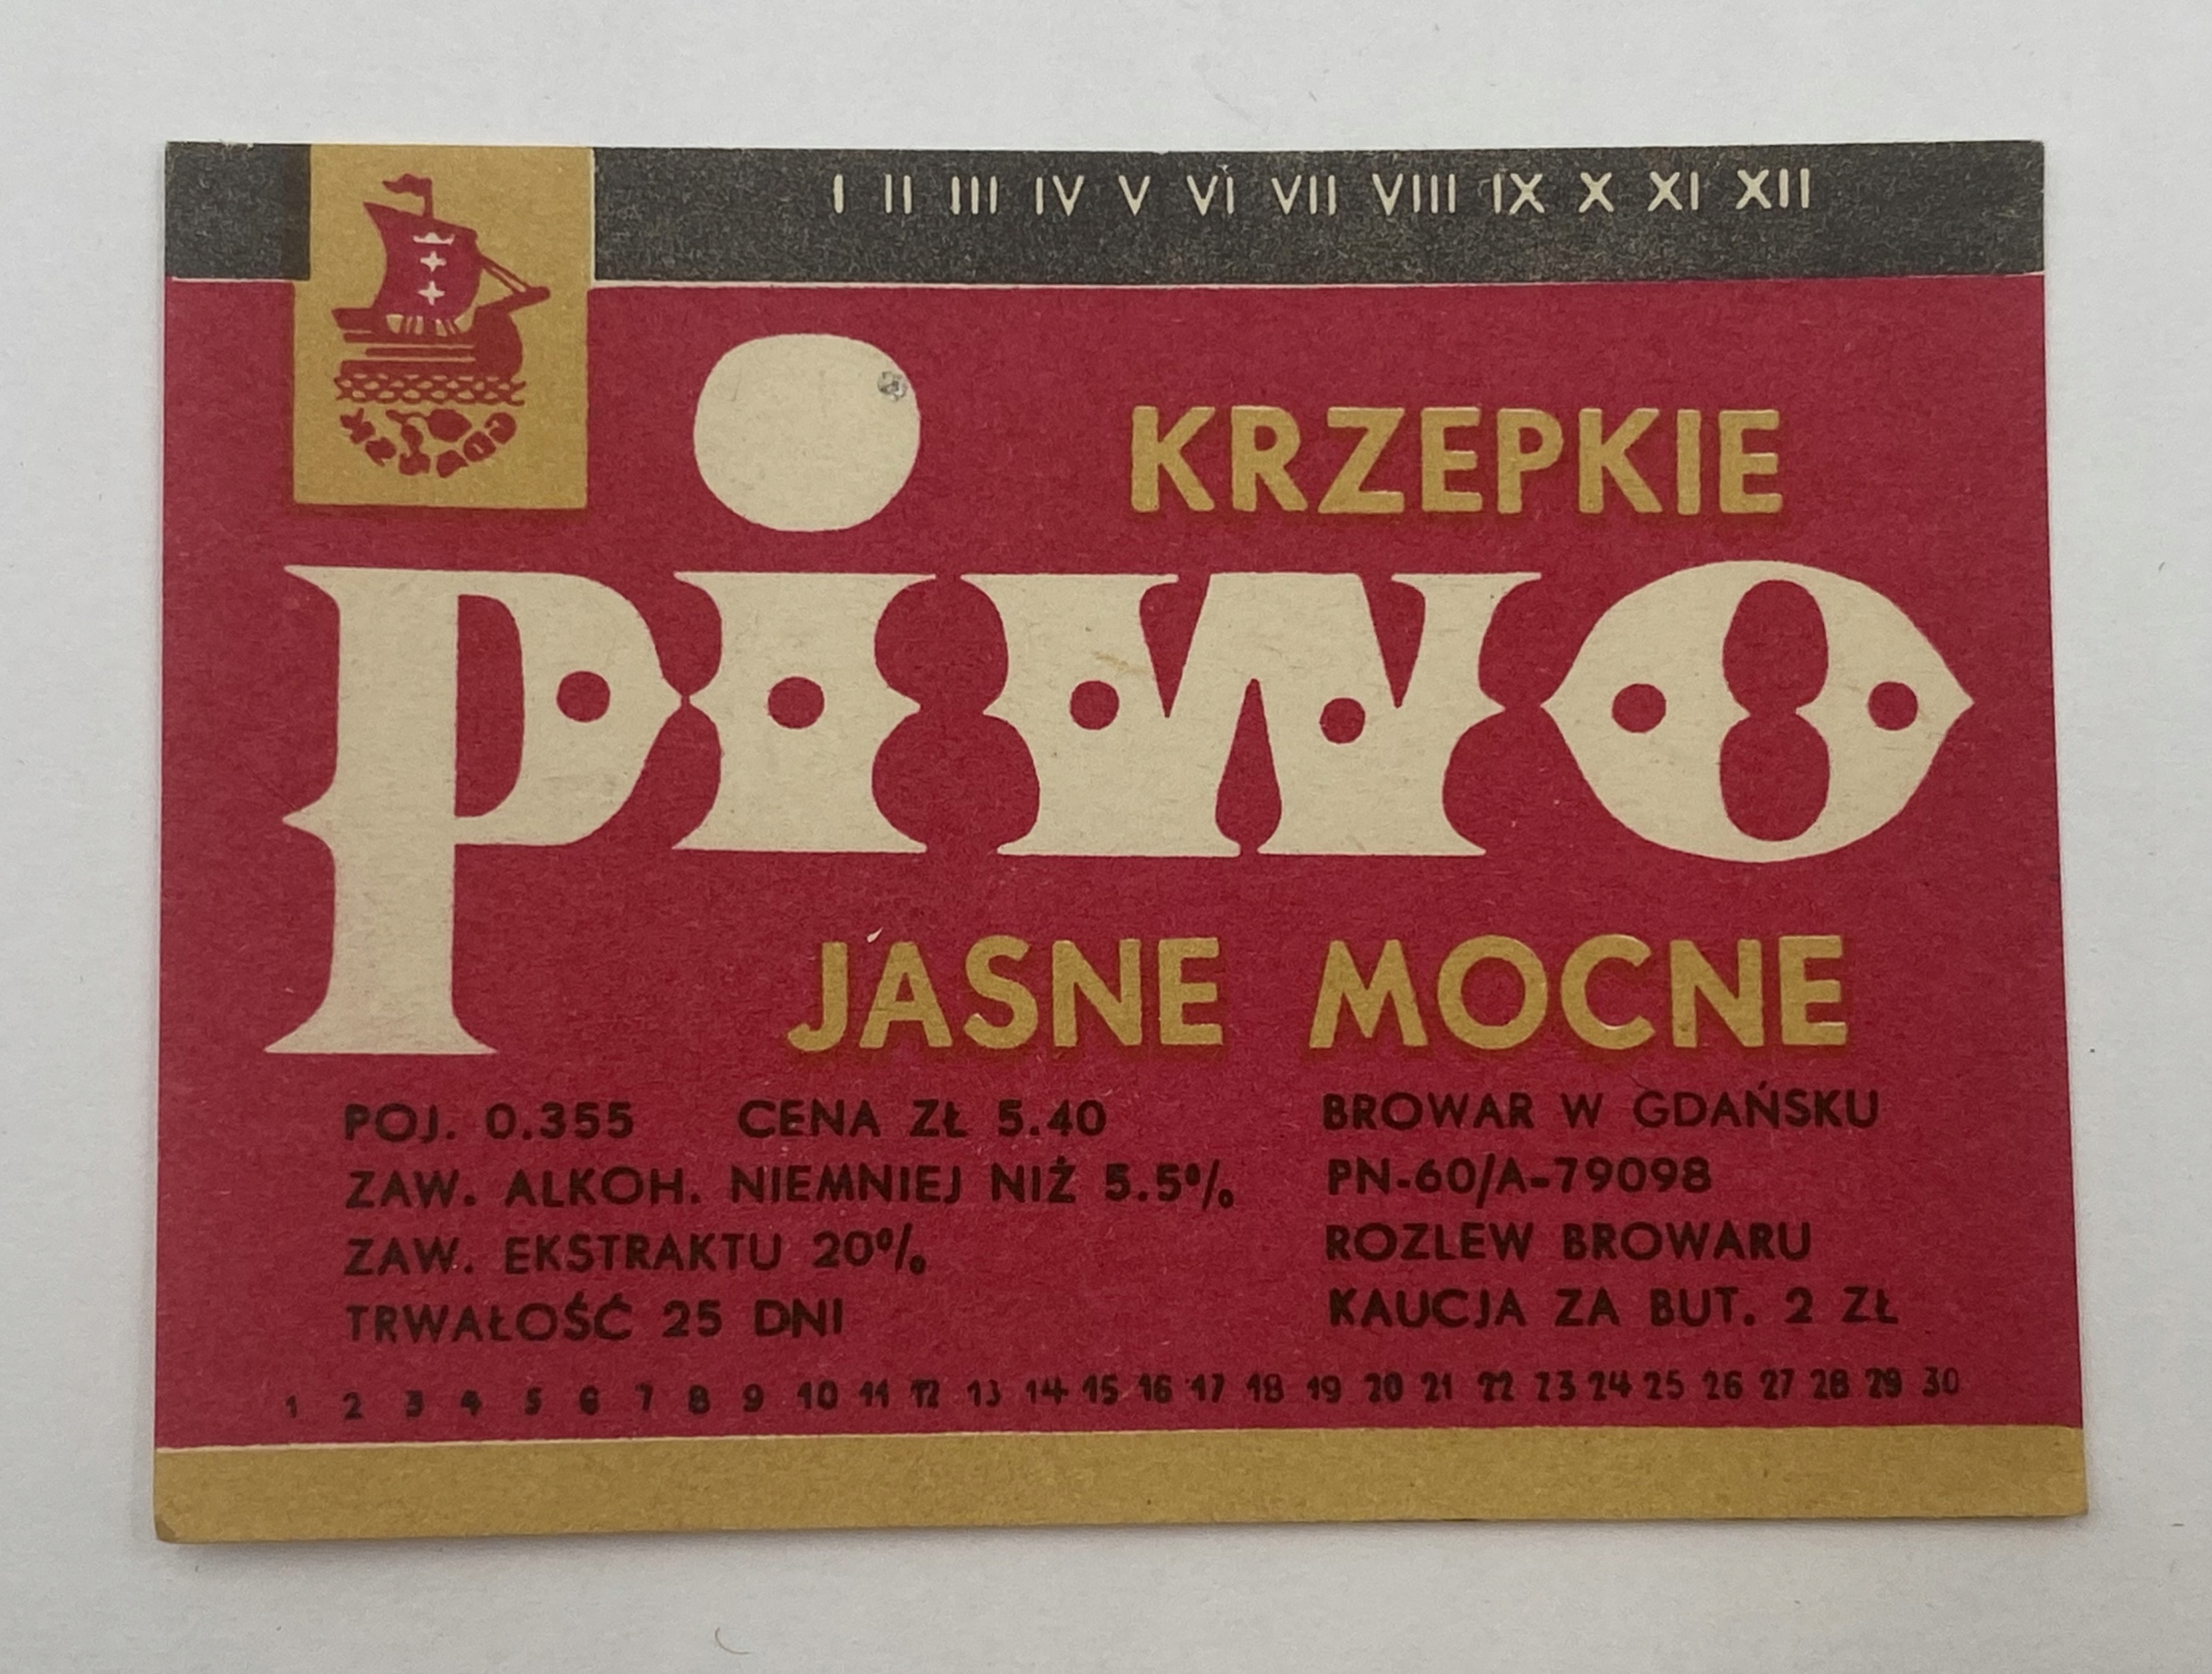 I II III IV V VI VII VIII IX X XI XII
KRZEPKIE
PIWO
JASNE MOCNE
POJ. 0.355 CENA ZŁ 5.40
ZAW. ALKOH. NIEMNIEJ NIŻ 5.5%
ZAW. EKSTRAKTU 20%
TRWAŁOŚĆ 25 DNI
BROWAR W GDAŃSKU
PN-60/A-79098
ROZLEW BROWARU
KAUCJA ZA BUT. 2 ZŁ
1 2 3 4 5 6 7 8 9 10 11 12 13 14 15 16 17 18 19 20 21 22 23 24 25 26 27 28 29 30